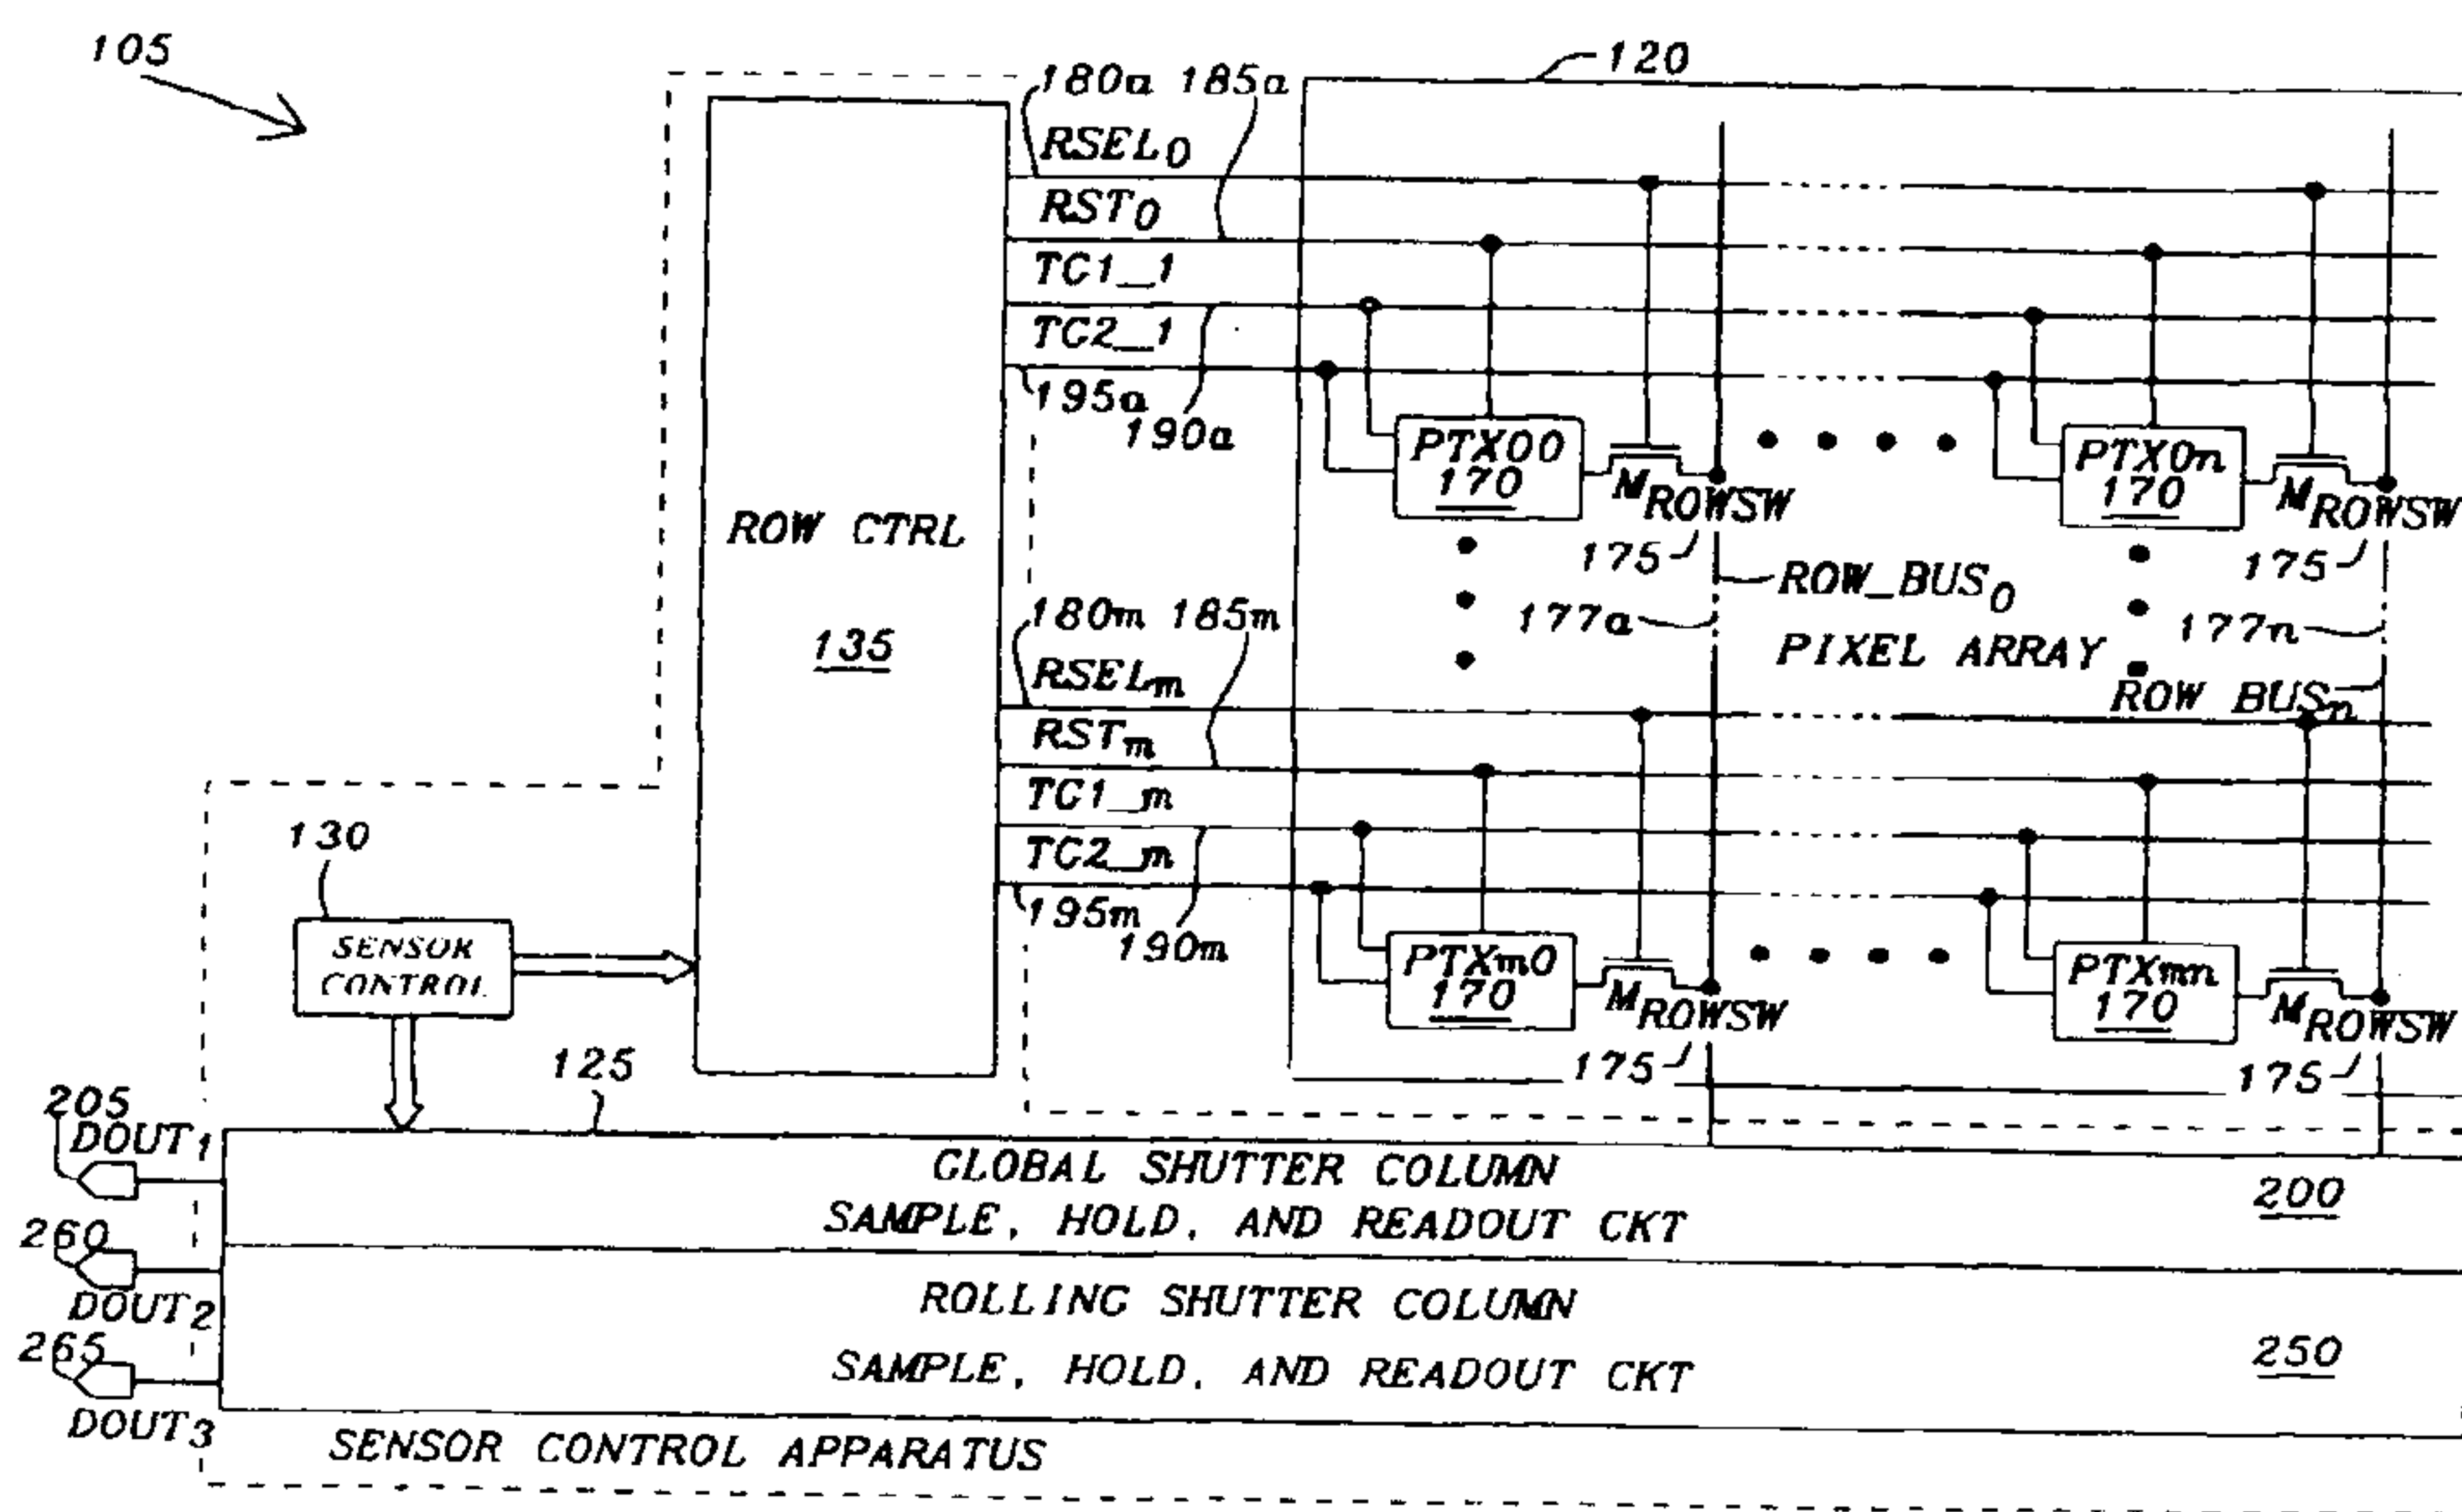 105
120
180a 185a
RSEL0
RST0
TC1_1
TC2_1
195a
190a
PTX00
170
MROWSW
175
PTX0n
170
MROWSW
175
ROW CTRL
135
ROW_BUS0
177a
PIXEL ARRAY
177n
ROW BUSn
180m 185m
RSELm
RSTm
TC1_m
TC2_m
195m
190m
PTXm0
170
MROWSW
175
PTXmn
170
MROWSW
175
130
SENSOR
CONTROL
125
205
DOUT1
GLOBAL SHUTTER COLUMN
SAMPLE, HOLD, AND READOUT CKT
200
260
DOUT2
ROLLING SHUTTER COLUMN
SAMPLE, HOLD, AND READOUT CKT
250
265
DOUT3
SENSOR CONTROL APPARATUS